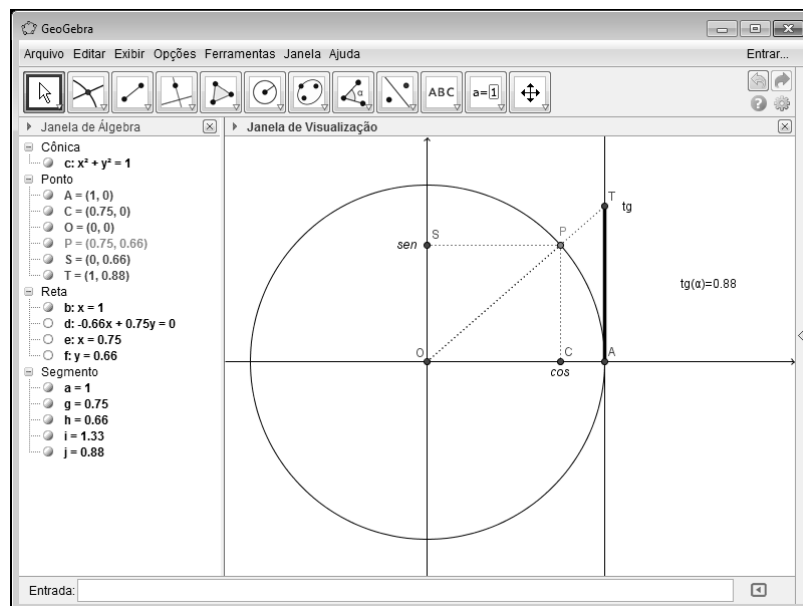 GeoGebra
Arquivo Editar Exibir Opções Ferramentas Janela Ajuda Entrar...
ABC a=1
Janela de Álgebra
Cônica
c: x² + y² = 1
Ponto
A = (1, 0)
C = (0.75, 0)
O = (0, 0)
P = (0.75, 0.66)
S = (0, 0.66)
T = (1, 0.88)
Reta
b: x = 1
d: -0.66x + 0.75y = 0
e: x = 0.75
f: y = 0.66
Segmento
a = 1
g = 0.75
h = 0.66
i = 1.33
j = 0.88
Janela de Visualização
T
tg
S
P
sen
tg(α)=0.88
O
C
A
cos
Entrada: